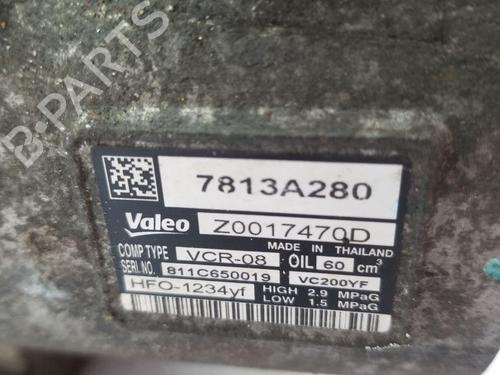 B-PARTS
7813A280
Valeo Z0017470D
MADE IN THAILAND
COMP TYPE VCR-08 OIL 60 cm³
SERI.NO. 811C650019 VC200YF
HFO-1234yf HIGH 2.9 MPaG
LOW 1.5 MPaG